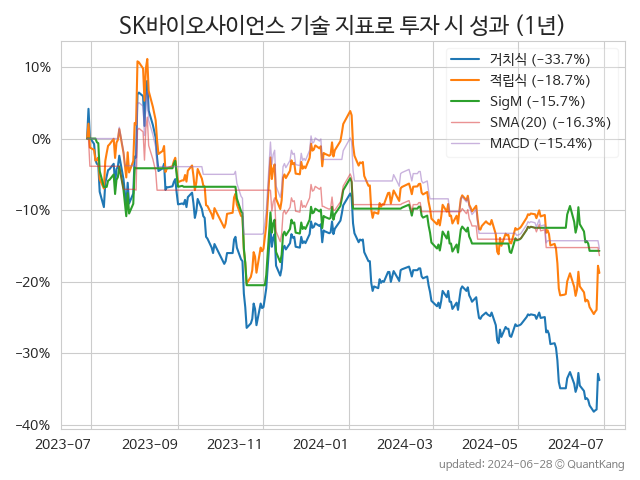 SK바이오사이언스 기술 지표로 투자 시 성과 (1년)
거치식 (−33.7%)
적립식 (−18.7%)
SigM (−15.7%)
SMA(20) (−16.3%)
MACD (−15.4%)
10%
0%
−10%
−20%
−30%
−40%
2023-07 2023-09 2023-11 2024-01 2024-03 2024-05 2024-07
updated: 2024-06-28 © QuantKang